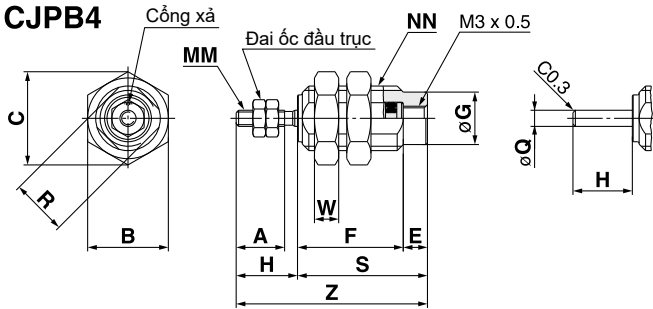 CJPB4
Cổng xả
Đai ốc đầu trục
MM
NN
M3 x 0.5
C
R
B
øG
W
A
F
E
H
S
Z
C0.3
øQ
H